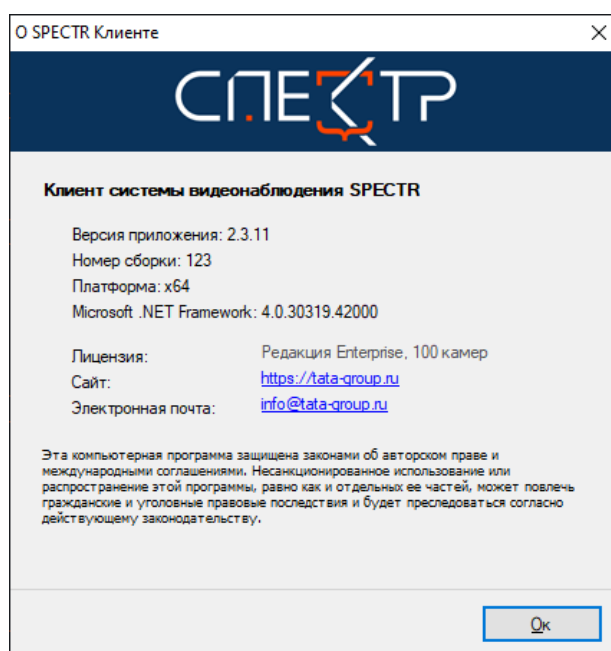 О SPECTR Клиенте
СПЕКТР
Клиент системы видеонаблюдения SPECTR
Версия приложения: 2.3.11
Номер сборки: 123
Платформа: x64
Microsoft .NET Framework: 4.0.30319.42000
Лицензия: Редакция Enterprise, 100 камер
Сайт: https://tata-group.ru
Электронная почта: info@tata-group.ru
Эта компьютерная программа защищена законами об авторском праве и
международными соглашениями. Несанкционированное использование или
распространение этой программы, равно как и отдельных ее частей, может повлечь
гражданские и уголовные правовые последствия и будет преследоваться согласно
действующему законодательству.
Ок